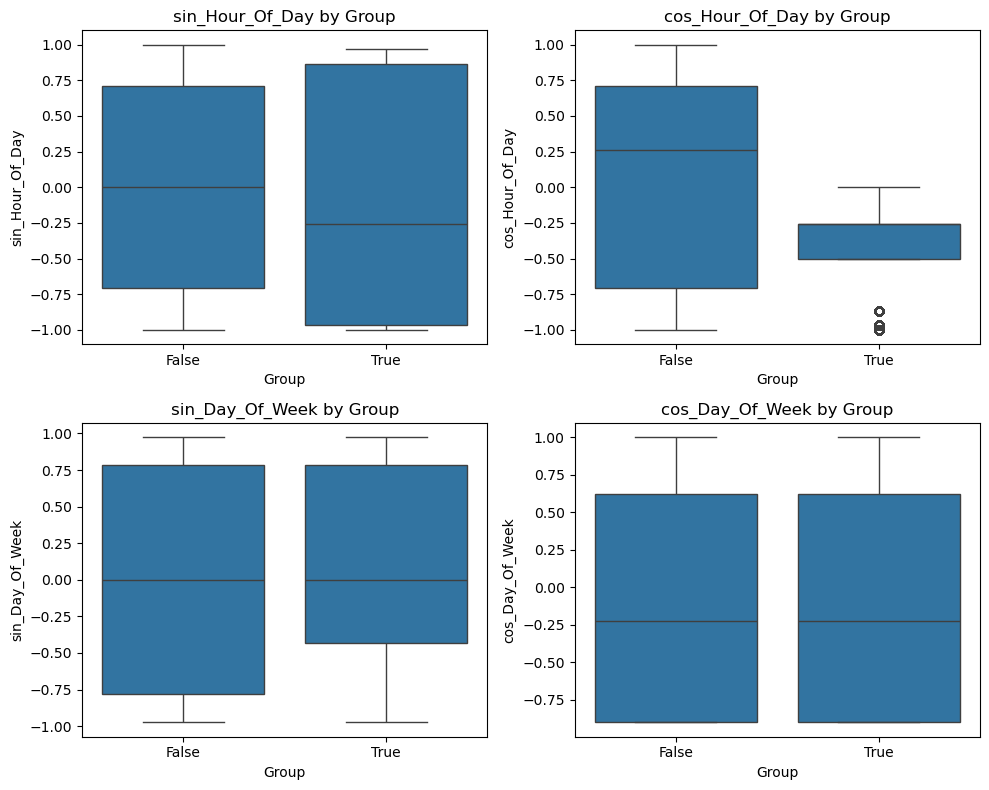 sin_Hour_Of_Day by Group
1.00
0.75
0.50
0.25
0.00
−0.25
−0.50
−0.75
−1.00
sin_Hour_Of_Day
False
True
Group
cos_Hour_Of_Day by Group
1.00
0.75
0.50
0.25
0.00
−0.25
−0.50
−0.75
−1.00
cos_Hour_Of_Day
False
True
Group
sin_Day_Of_Week by Group
1.00
0.75
0.50
0.25
0.00
−0.25
−0.50
−0.75
−1.00
sin_Day_Of_Week
False
True
Group
cos_Day_Of_Week by Group
1.00
0.75
0.50
0.25
0.00
−0.25
−0.50
−0.75
cos_Day_Of_Week
False
True
Group